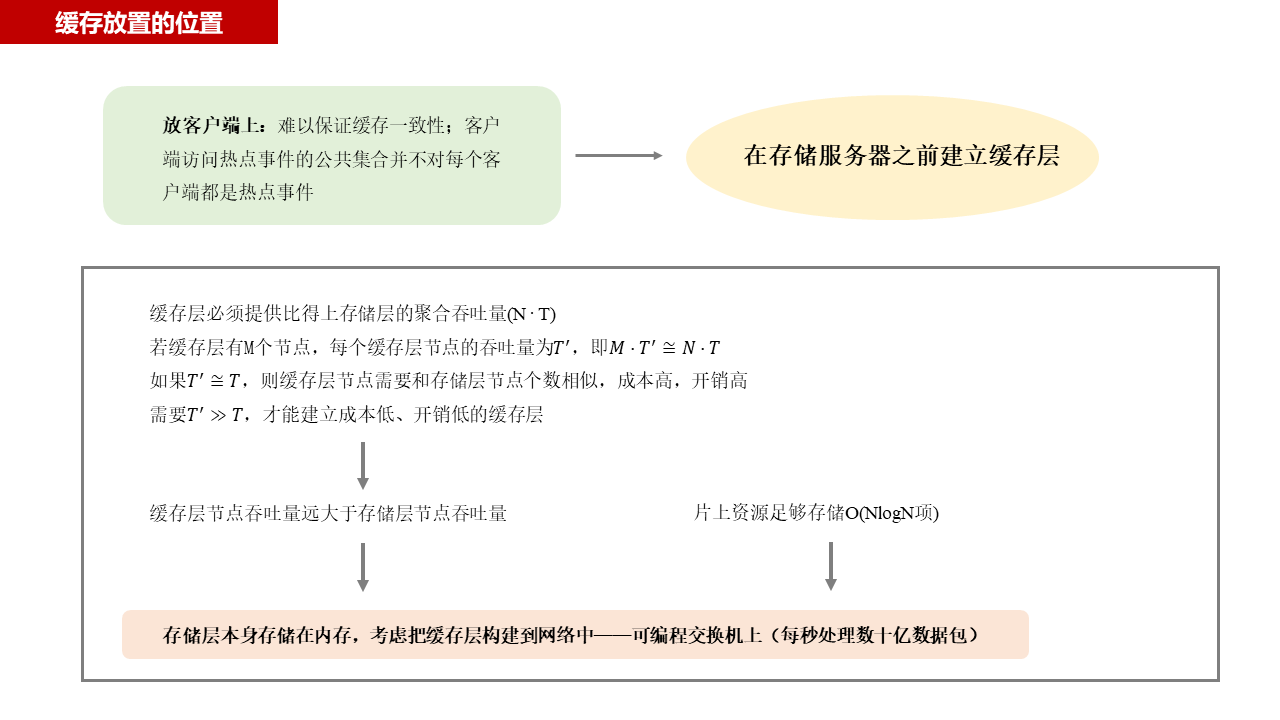 缓存放置的位置
放客户端上：难以保证缓存一致性；客户
端访问热点事件的公共集合并不对每个客
户端都是热点事件
在存储服务器之前建立缓存层
缓存层必须提供比得上存储层的聚合吞吐量(N · T)
若缓存层有M个节点，每个缓存层节点的吞吐量为T′，即M · T′ ≅ N · T
如果T′ ≅ T，则缓存层节点需要和存储层节点个数相似，成本高，开销高
需要T′ ≫ T，才能建立成本低、开销低的缓存层
缓存层节点吞吐量远大于存储层节点吞吐量
片上资源足够存储O(NlogN项)
存储层本身存储在内存，考虑把缓存层构建到网络中——可编程交换机上（每秒处理数十亿数据包）